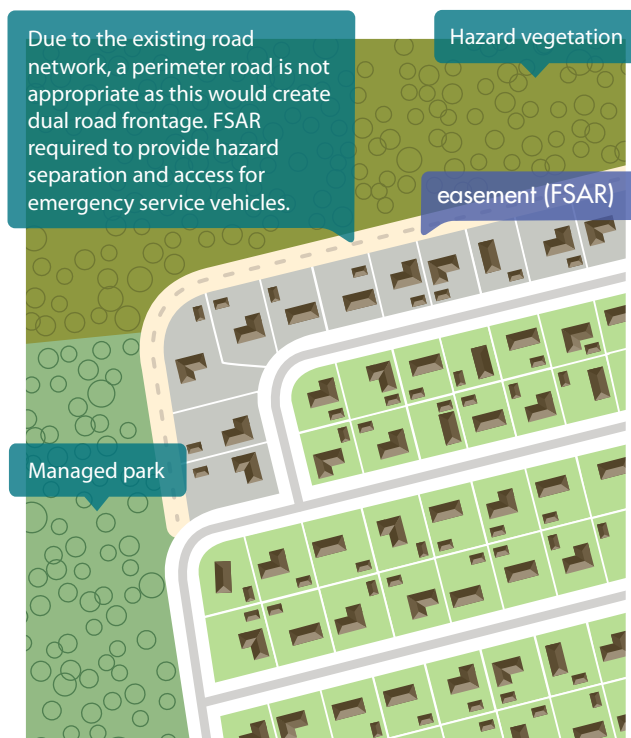 Due to the existing road
network, a perimeter road is not
appropriate as this would create
dual road frontage. FSAR
required to provide hazard
separation and access for
emergency service vehicles.
Hazard vegetation
easement (FSAR)
Managed park